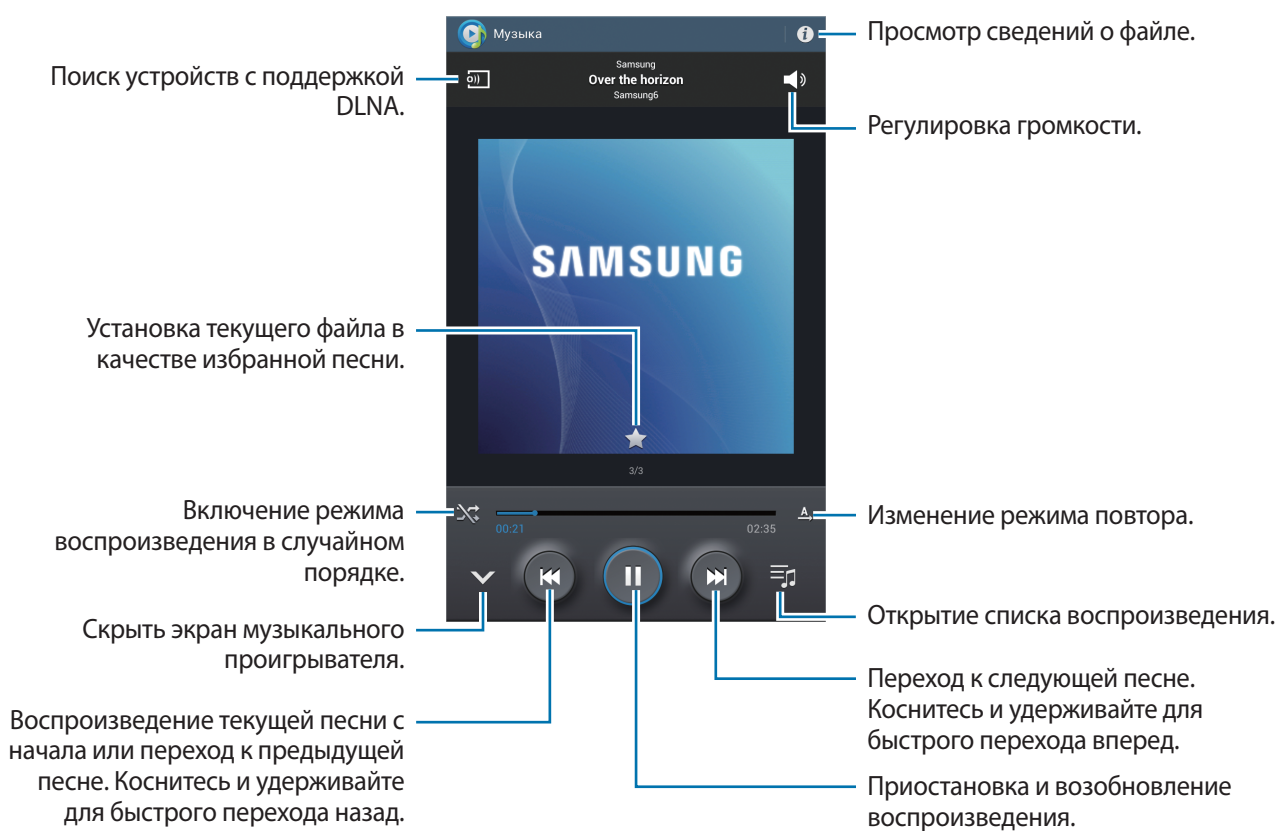 Музыка
Просмотр сведений о файле.
Поиск устройств с поддержкой
DLNA.
Samsung
Over the horizon
Samsung6
Регулировка громкости.
SAMSUNG
Установка текущего файла в
качестве избранной песни.
3/3
Включение режима
воспроизведения в случайном
порядке.
00:21
02:35
A
Изменение режима повтора.
Скрыть экран музыкального
проигрывателя.
Открытие списка воспроизведения.
Воспроизведение текущей песни с
начала или переход к предыдущей
песне. Коснитесь и удерживайте
для быстрого перехода назад.
Переход к следующей песне.
Коснитесь и удерживайте для
быстрого перехода вперед.
Приостановка и возобновление
воспроизведения.